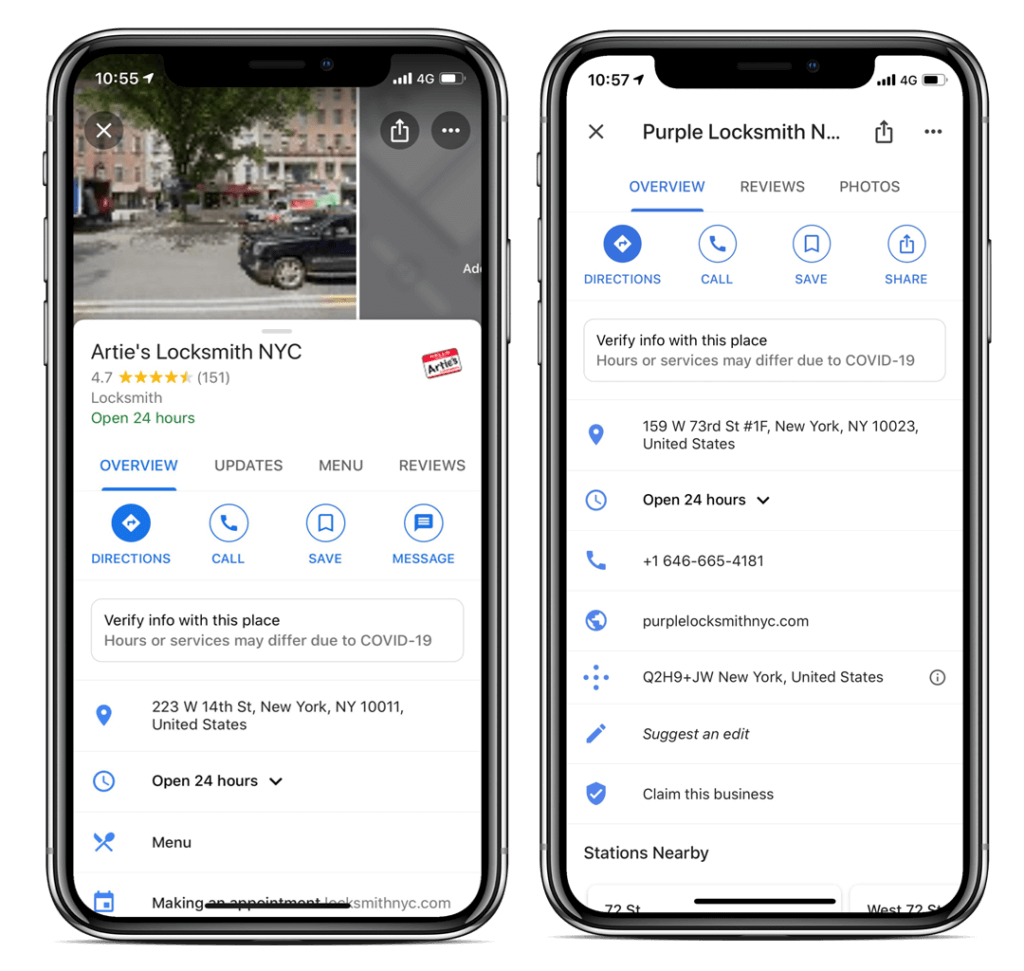 10:55
4G
Add
Artie's Locksmith NYC
HELLO
Artie's
4.7 (151)
Locksmith
Open 24 hours
OVERVIEW UPDATES MENU REVIEWS
DIRECTIONS CALL SAVE MESSAGE
Verify info with this place
Hours or services may differ due to COVID-19
223 W 14th St, New York, NY 10011,
United States
Open 24 hours
Menu
Making an appointment locksmithnyc.com
10:57
4G
Purple Locksmith N...
OVERVIEW REVIEWS PHOTOS
DIRECTIONS CALL SAVE SHARE
Verify info with this place
Hours or services may differ due to COVID-19
159 W 73rd St #1F, New York, NY 10023,
United States
Open 24 hours
+1 646-665-4181
purplelocksmithnyc.com
Q2H9+JW New York, United States
Suggest an edit
Claim this business
Stations Nearby
72 St
West 72 St